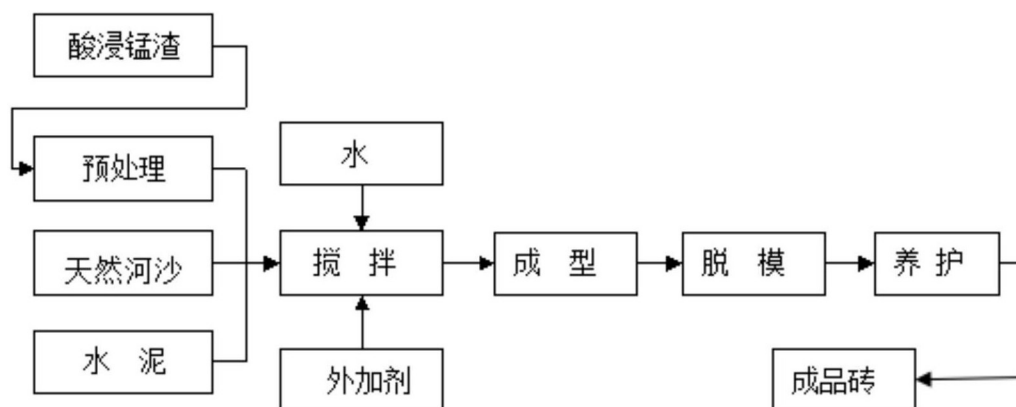 酸浸锰渣
预处理
水
天然河沙
搅 拌
成 型
脱 模
养 护
水 泥
外加剂
成品砖